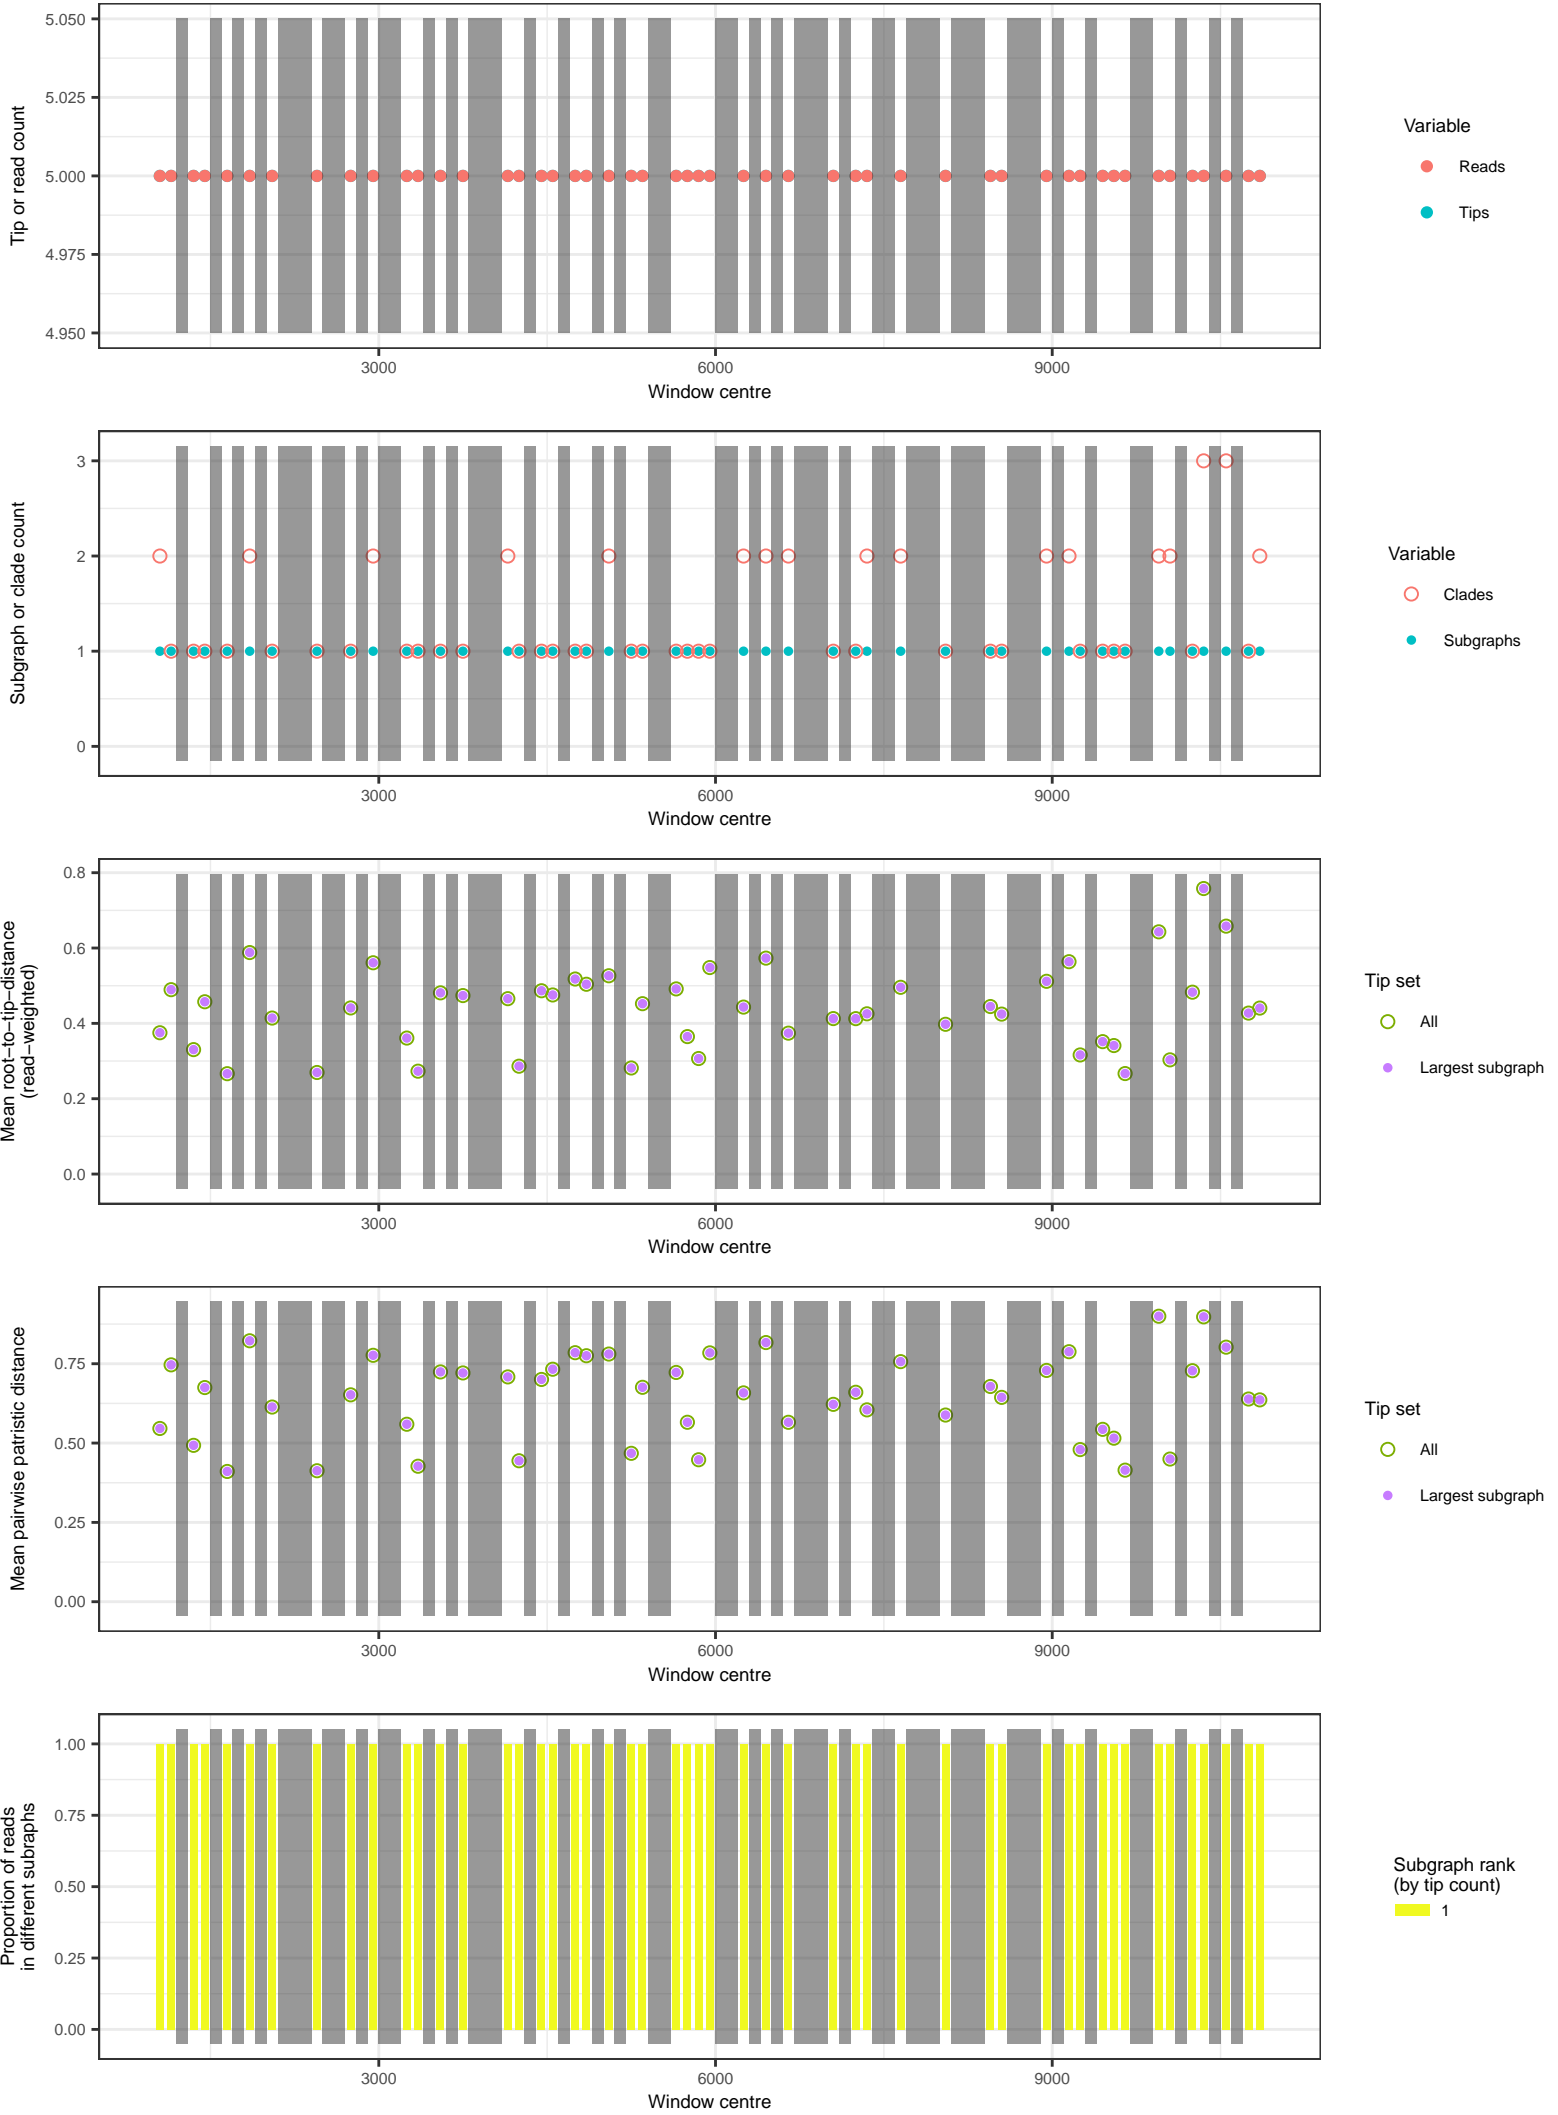 5.050
5.025
5.000
4.975
4.950
Tip or read count
3000
6000
9000
Window centre
Variable
Reads
Tips
3
2
1
0
Subgraph or clade count
3000
6000
9000
Window centre
Variable
Clades
Subgraphs
0.8
0.6
0.4
0.2
0.0
Mean root−to−tip−distance
(read−weighted)
3000
6000
9000
Window centre
Tip set
All
Largest subgraph
0.75
0.50
0.25
0.00
Mean pairwise patristic distance
3000
6000
9000
Window centre
Tip set
All
Largest subgraph
1.00
0.75
0.50
0.25
0.00
Proportion of reads
in different subraphs
3000
6000
9000
Window centre
Subgraph rank
(by tip count)
1